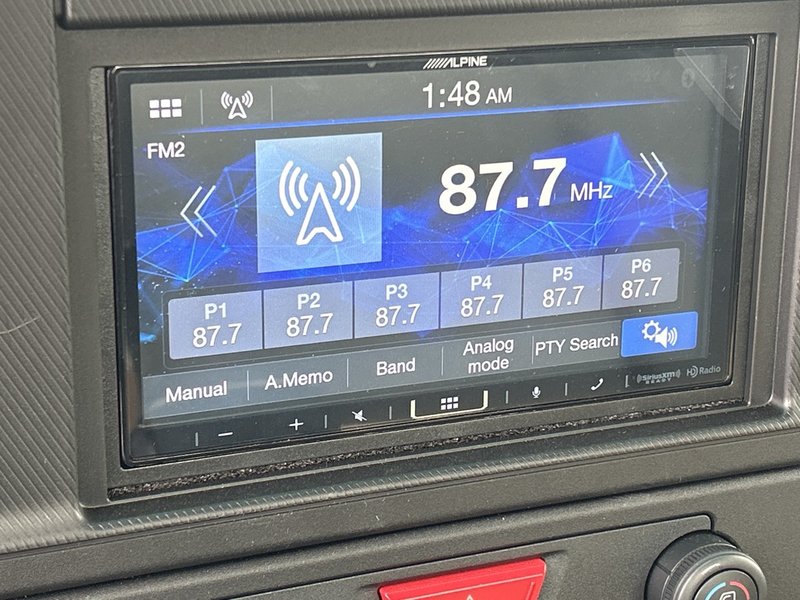 ALPINE
1:48 AM
FM2
87.7 MHz
P1 P2 P3 P4 P5 P6
87.7 87.7 87.7 87.7 87.7 87.7
Manual A.Memo Band Analog mode PTY Search
((SiriusXM)) READY HD Radio